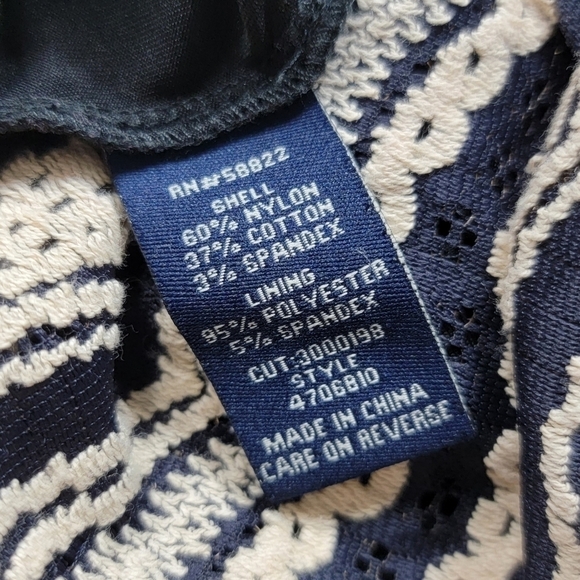 RN#58822
SHELL
60% NYLON
37% COTTON
3% SPANDEX
LINING
95% POLYESTER
5% SPANDEX
CUT:3000198
STYLE
4706810
MADE IN CHINA
CARE ON REVERSE